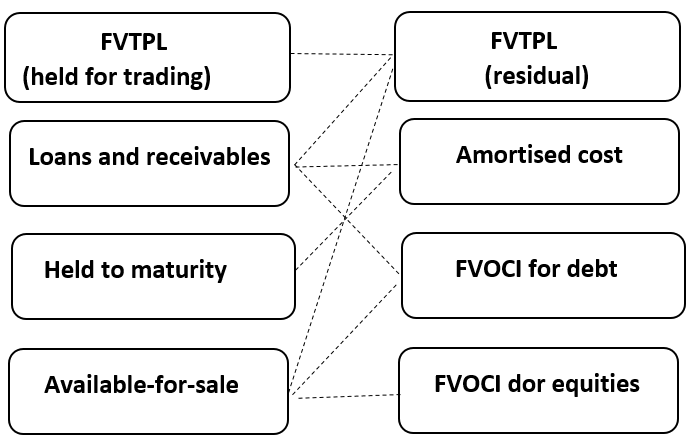 FVTPL
(held for trading)
FVTPL
(residual)
Loans and receivables
Amortised cost
Held to maturity
FVOCI for debt
Available-for-sale
FVOCI dor equities